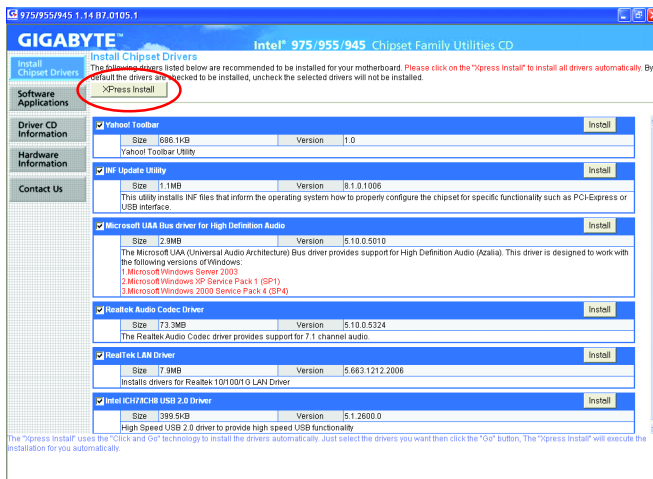 975/955/945 1.14 B7.0105.1
GIGABYTE™
Intel® 975/955/945 Chipset Family Utilities CD
Install
Chipset Drivers
Software
Applications
Driver CD
Information
Hardware
Information
Contact Us
Install Chipset Drivers
The following drivers listed below are recommended to be installed for your motherboard. Please click on the "Xpress Install" to install all drivers automatically. By
default the drivers are checked to be installed, uncheck the selected drivers will not be installed.
XPress Install
Yahoo! Toolbar Install
Size 686.1KB Version 1.0
Yahoo! Toolbar Utility
INF Update Utility Install
Size 1.1MB Version 8.1.0.1006
This utility installs INF files that inform the operating system how to properly configure the chipset for specific functionality such as PCI-Express or
USB interface.
Microsoft UAA Bus driver for High Definition Audio Install
Size 2.9MB Version 5.10.0.5010
The Microsoft UAA (Universal Audio Architecture) Bus driver provides support for High Definition Audio (Azalia). This driver is designed to work with
the following versions of Windows:
1.Microsoft Windows Server 2003
2.Microsoft Windows XP Service Pack 1 (SP1)
3.Microsoft Windows 2000 Service Pack 4 (SP4)
Realtek Audio Codec Driver Install
Size 73.3MB Version 5.10.0.5324
The Realtek Audio Codec driver provides support for 7.1 channel audio.
RealTek LAN Driver Install
Size 7.9MB Version 5.663.1212.2006
Installs drivers for Realtek 10/100/1G LAN Driver
Intel ICH7/ICH8 USB 2.0 Driver Install
Size 399.5KB Version 5.1.2600.0
High Speed USB 2.0 driver to provide high speed USB functionality
The "Xpress Install" uses the "Click and Go" technology to install the drivers automatically. Just select the drivers you want then click the "Go" button, The "Xpress Install" will execute the
installation for you automatically.